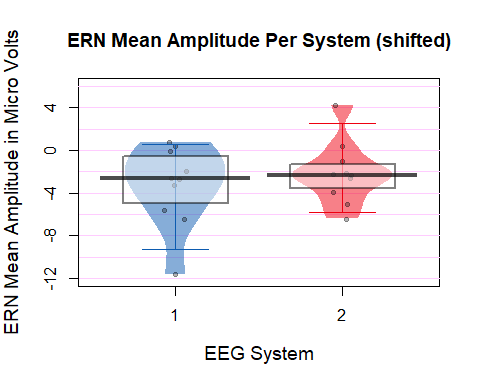 ERN Mean Amplitude Per System (shifted)
ERN Mean Amplitude in Micro Volts
4
0
-4
-8
-12
1
2
EEG System